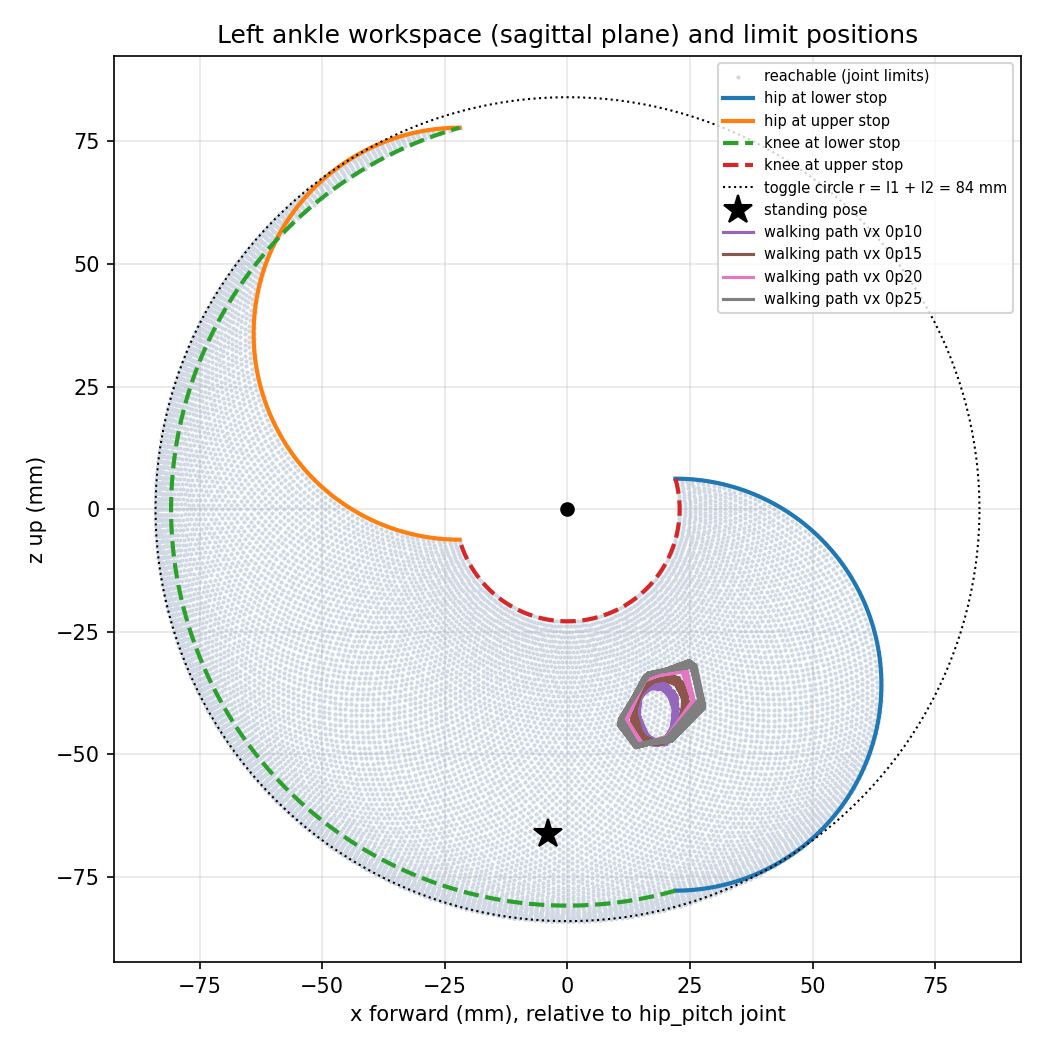 Left ankle workspace (sagittal plane) and limit positions
reachable (joint limits)
hip at lower stop
hip at upper stop
knee at lower stop
knee at upper stop
toggle circle r = l1 + l2 = 84 mm
standing pose
walking path vx 0p10
walking path vx 0p15
walking path vx 0p20
walking path vx 0p25
z up (mm)
75
50
25
0
−25
−50
−75
−75
−50
−25
0
25
50
75
x forward (mm), relative to hip_pitch joint